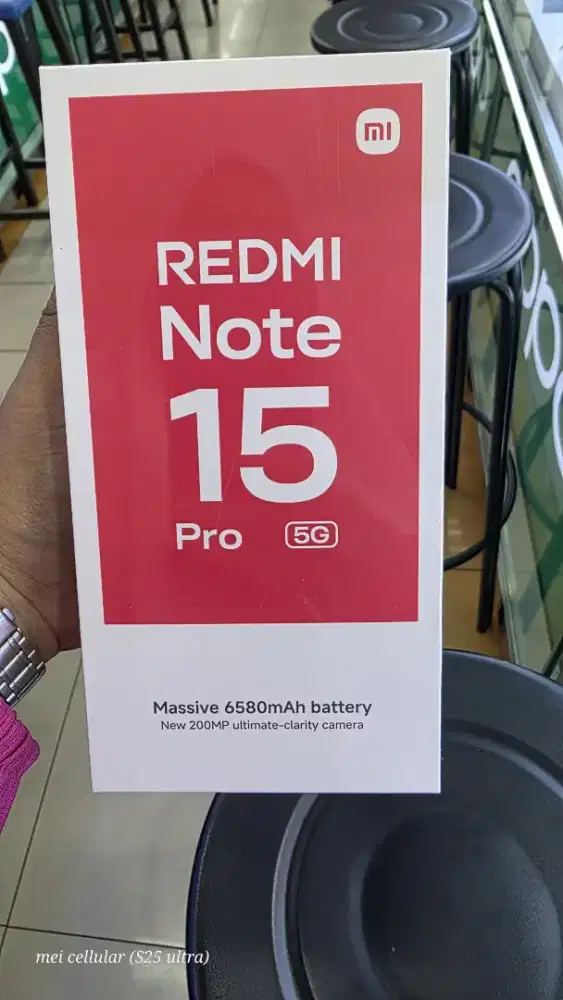 mi
REDMI
Note
15
Pro 5G
Massive 6580mAh battery
New 200MP ultimate-clarity camera
mei cellular (S25 ultra)